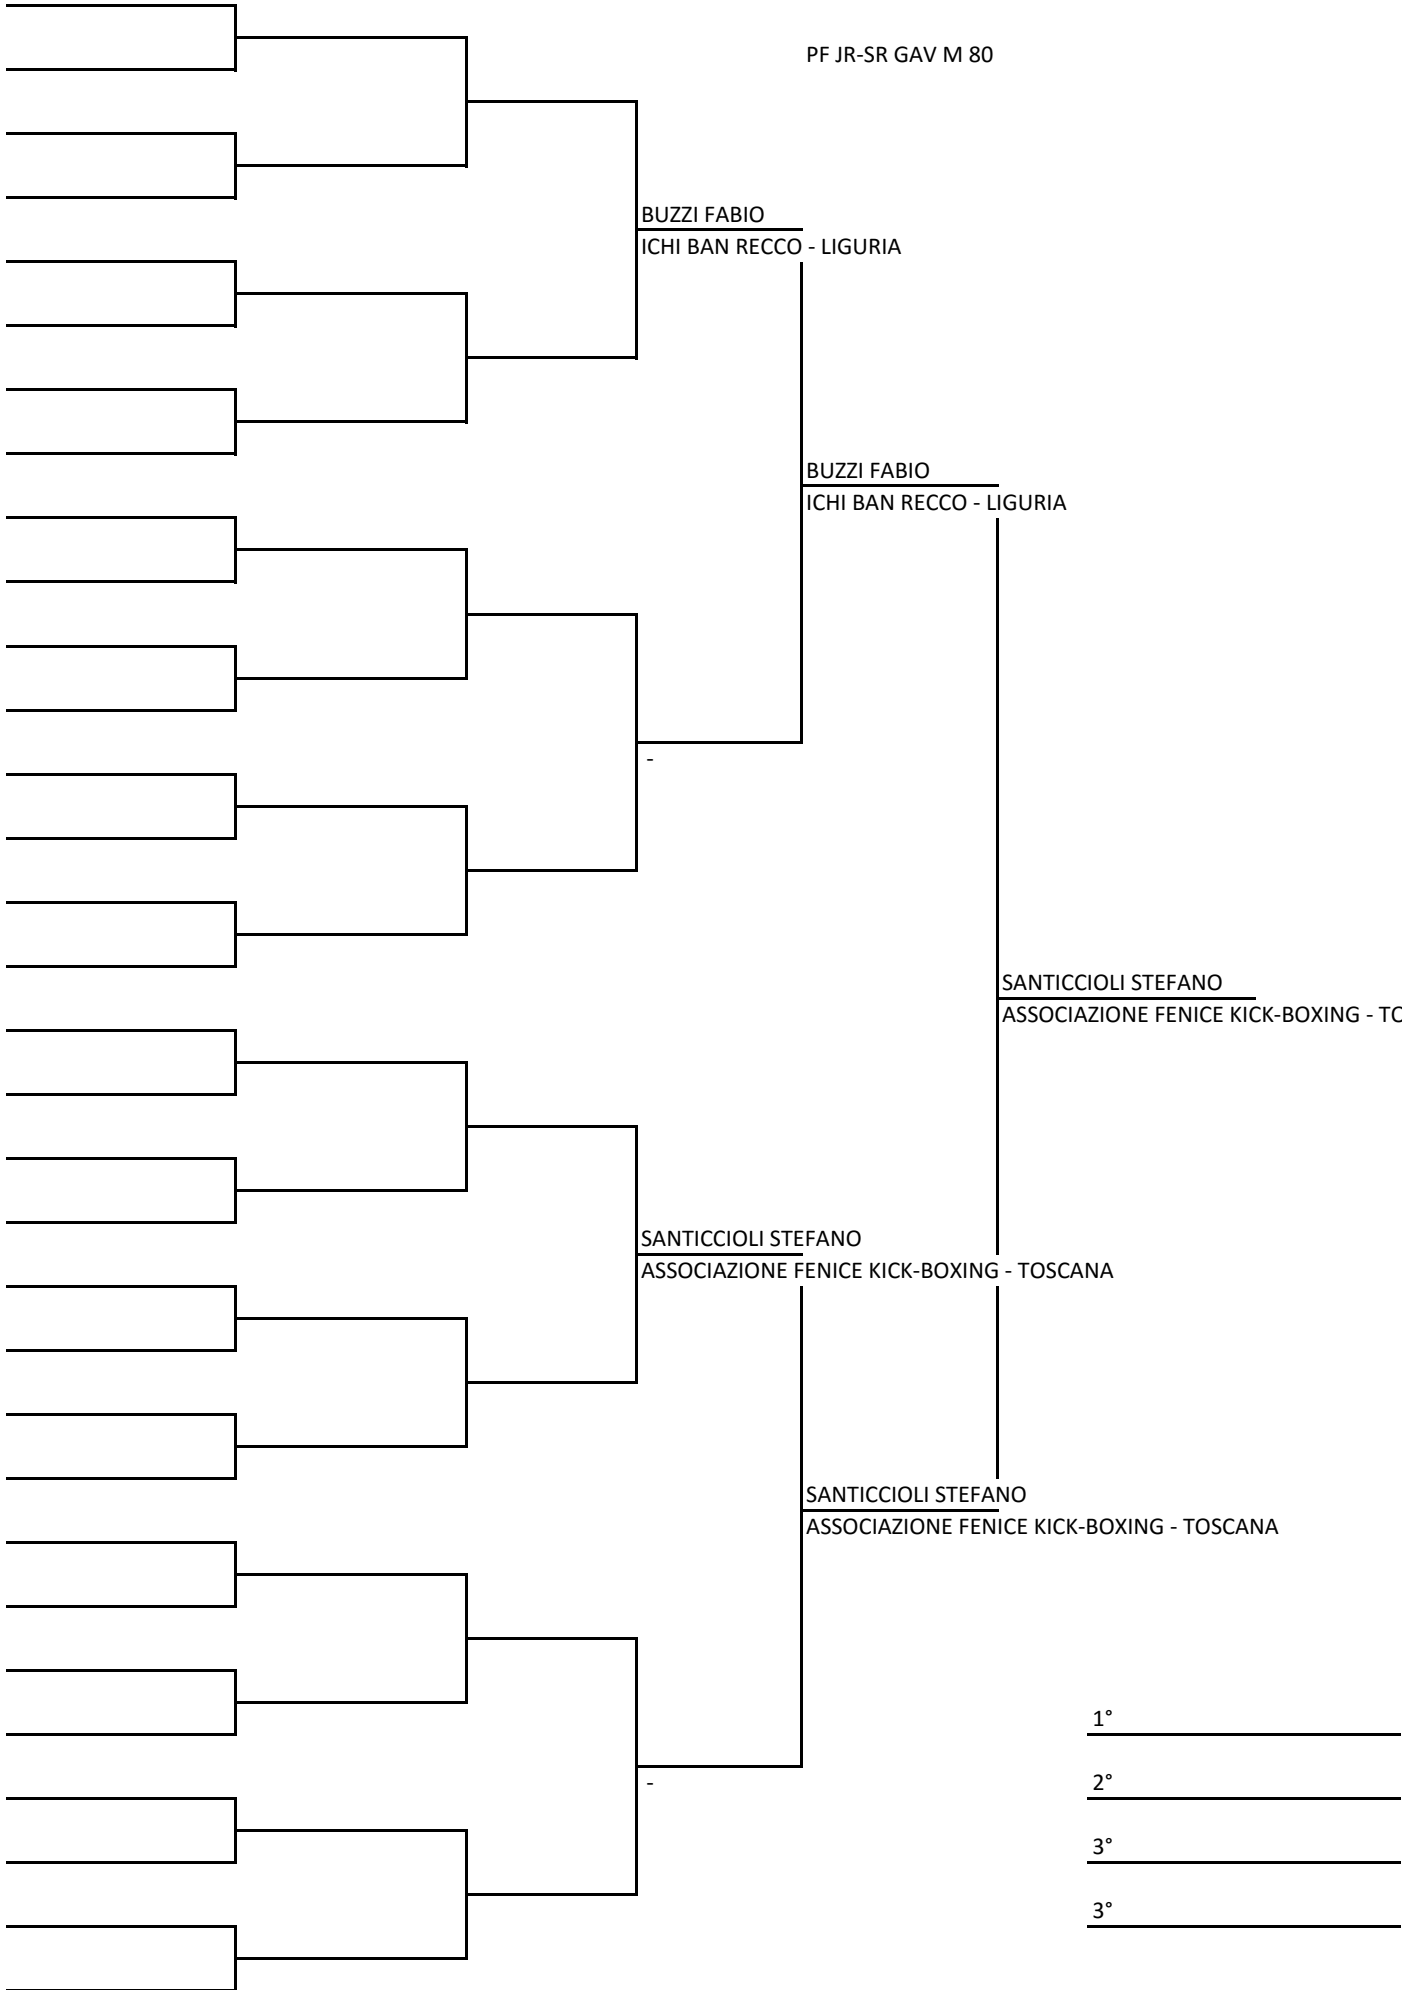 PF JR-SR GAV M 80
BUZZI FABIO
ICHI BAN RECCO - LIGURIA
BUZZI FABIO
ICHI BAN RECCO - LIGURIA
-
SANTICCIOLI STEFANO
ASSOCIAZIONE FENICE KICK-BOXING - TO
SANTICCIOLI STEFANO
ASSOCIAZIONE FENICE KICK-BOXING - TOSCANA
SANTICCIOLI STEFANO
ASSOCIAZIONE FENICE KICK-BOXING - TOSCANA
1°
-
2°
3°
3°